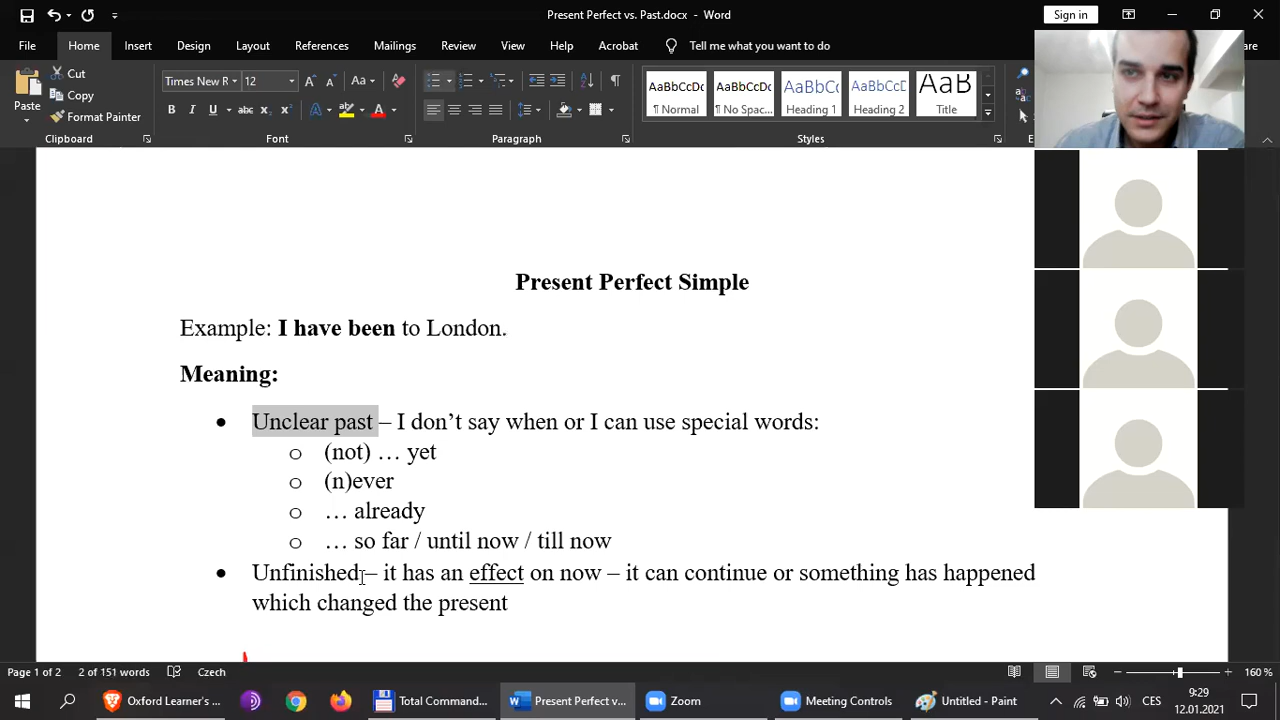 Present Perfect vs. Past.docx - Word
Sign in
File Home Insert Design Layout References Mailings Review View Help Acrobat Tell me what you want to do
Paste
Cut
Copy
Format Painter
Times New R 12
AaBbCcDc AaBbCcDc AaBbCc AaBbCcD AaB
¶ Normal ¶ No Spac... Heading 1 Heading 2 Title
Clipboard Font Paragraph Styles
Present Perfect Simple
Example: I have been to London.
Meaning:
• Unclear past – I don’t say when or I can use special words:
o (not) … yet
o (n)ever
o … already
o … so far / until now / till now
• Unfinished – it has an effect on now – it can continue or something has happened
which changed the present
Page 1 of 2 2 of 151 words Czech 160 %
Oxford Learner's ... Total Comman... Present Perfect v... Zoom Meeting Controls Untitled - Paint CES 9:29
12.01.2021